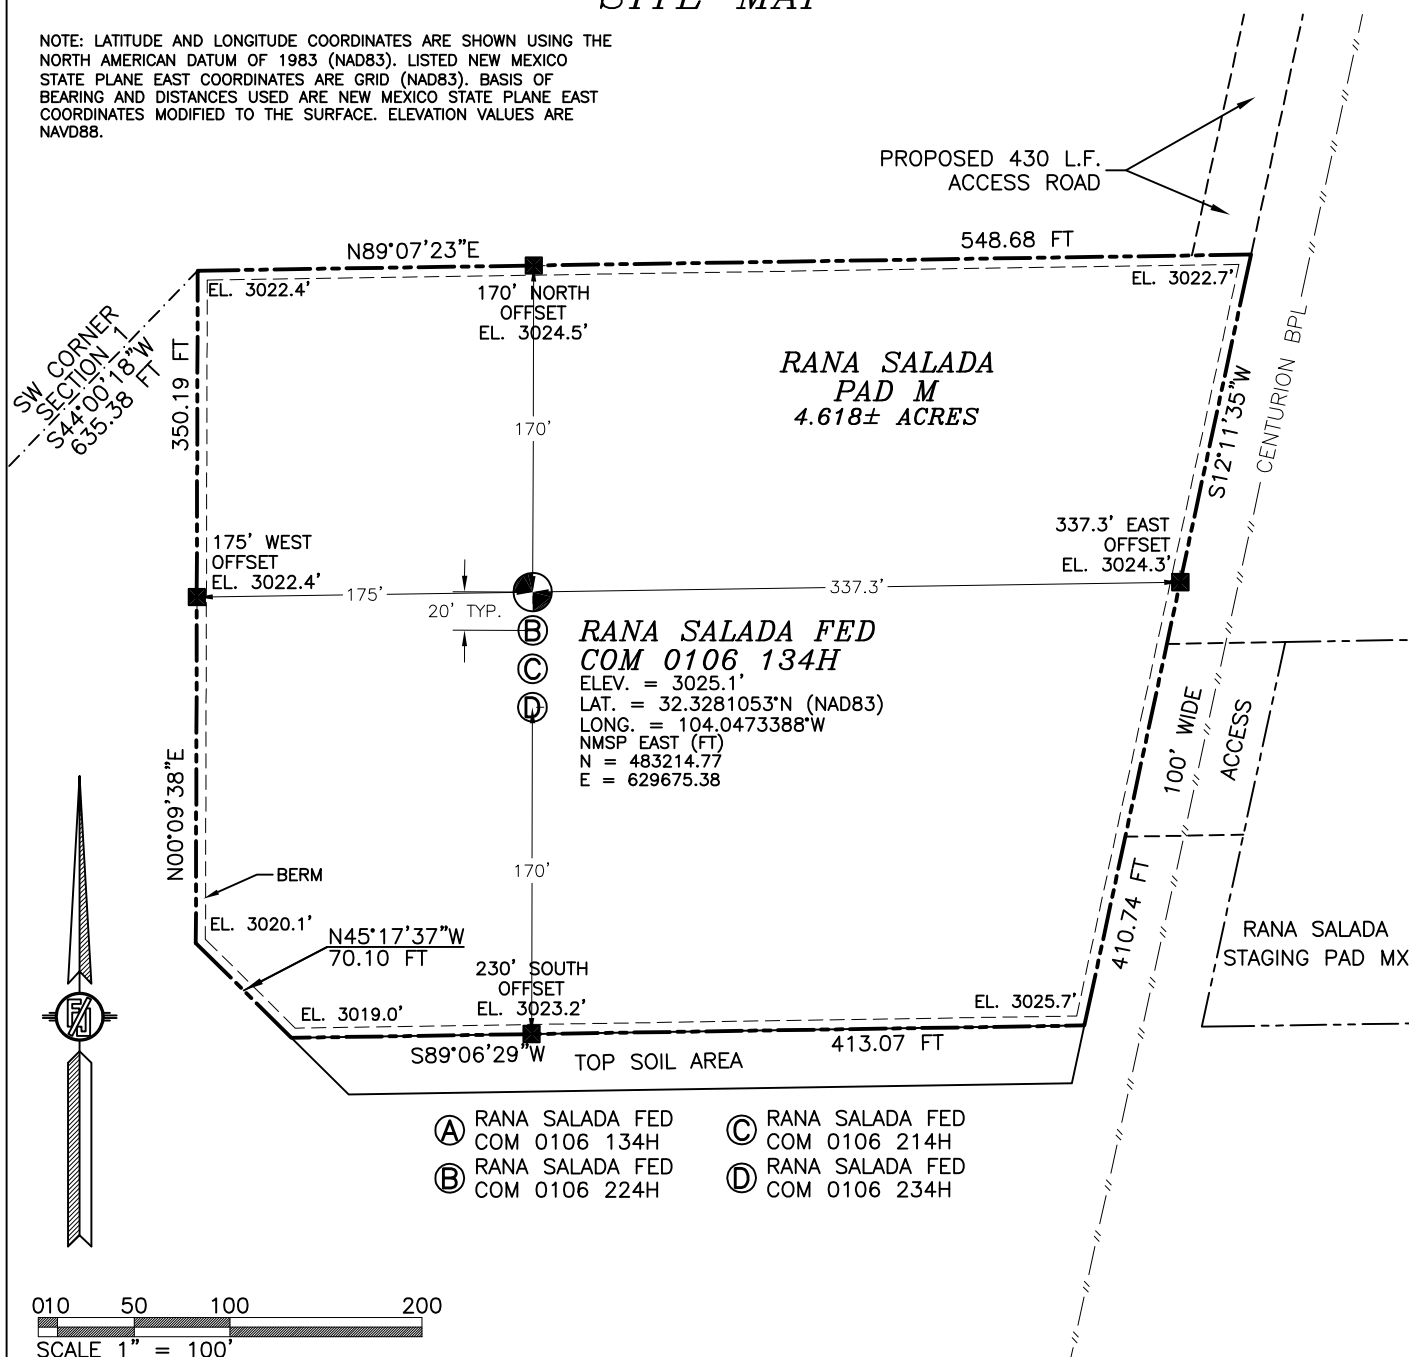 SITE MAP
NOTE: LATITUDE AND LONGITUDE COORDINATES ARE SHOWN USING THE
NORTH AMERICAN DATUM OF 1983 (NAD83). LISTED NEW MEXICO
STATE PLANE EAST COORDINATES ARE GRID (NAD83). BASIS OF
BEARING AND DISTANCES USED ARE NEW MEXICO STATE PLANE EAST
COORDINATES MODIFIED TO THE SURFACE. ELEVATION VALUES ARE
NAVD88.
PROPOSED 430 L.F.
ACCESS ROAD
N89°07'23"E
548.68 FT
EL. 3022.4'
170' NORTH
OFFSET
EL. 3024.5'
EL. 3022.7'
SW CORNER
SECTION 1
S44°00'18"W
635.38 FT
350.19 FT
RANA SALADA
PAD M
4.618± ACRES
170'
S12°11'35"W
CENTURION BPL
175' WEST
OFFSET
EL. 3022.4'
337.3' EAST
OFFSET
EL. 3024.3'
175'
337.3'
20' TYP.
B
C
D
RANA SALADA FED
COM 0106 134H
ELEV. = 3025.1'
LAT. = 32.3281053°N (NAD83)
LONG. = 104.0473388°W
NMSP EAST (FT)
N = 483214.77
E = 629675.38
100' WIDE
ACCESS
N00°09'38"E
170'
BERM
410.74 FT
EL. 3020.1'
N45°17'37"W
70.10 FT
RANA SALADA
STAGING PAD MX
230' SOUTH
OFFSET
EL. 3023.2'
EL. 3025.7'
EL. 3019.0'
S89°06'29"W
413.07 FT
TOP SOIL AREA
A RANA SALADA FED
COM 0106 134H
C RANA SALADA FED
COM 0106 214H
B RANA SALADA FED
COM 0106 224H
D RANA SALADA FED
COM 0106 234H
010 50 100 200
SCALE 1" = 100'